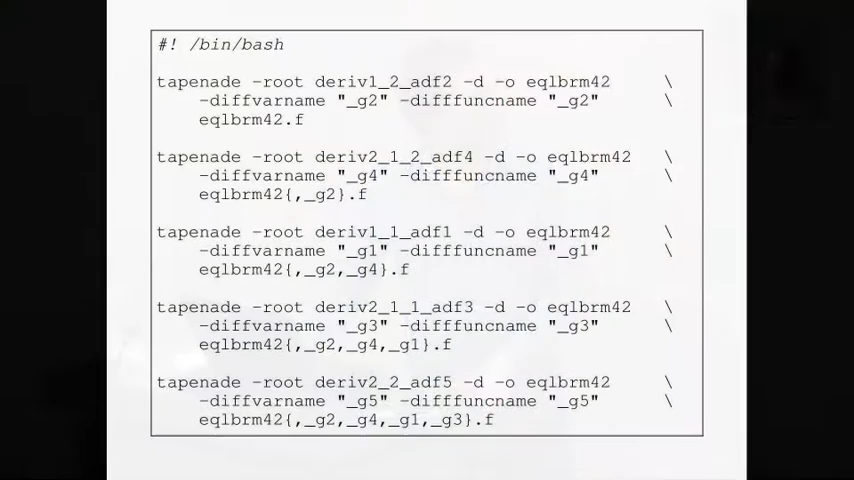 #! /bin/bash
tapenade -root deriv1_2_adf2 -d -o eqlbrm42 \
-diffvarname "_g2" -difffuncname "_g2" \
eqlbrm42.f
tapenade -root deriv2_1_2_adf4 -d -o eqlbrm42 \
-diffvarname "_g4" -difffuncname "_g4" \
eqlbrm42{,_g2}.f
tapenade -root deriv1_1_adf1 -d -o eqlbrm42 \
-diffvarname "_g1" -difffuncname "_g1" \
eqlbrm42{,_g2,_g4}.f
tapenade -root deriv2_1_1_adf3 -d -o eqlbrm42 \
-diffvarname "_g3" -difffuncname "_g3" \
eqlbrm42{,_g2,_g4,_g1}.f
tapenade -root deriv2_2_adf5 -d -o eqlbrm42 \
-diffvarname "_g5" -difffuncname "_g5" \
eqlbrm42{,_g2,_g4,_g1,_g3}.f